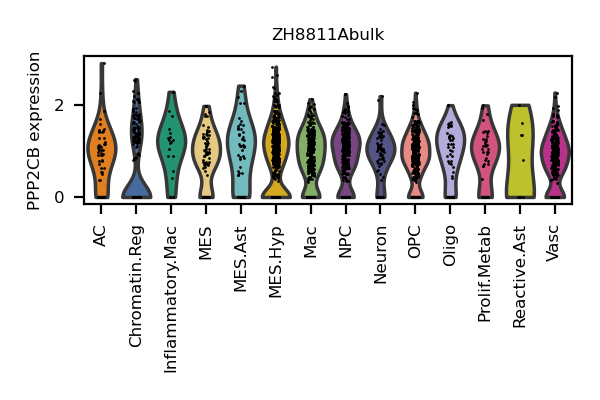 ZH8811Abulk
PPP2CB expression
2
0
AC
Chromatin.Reg
Inflammatory.Mac
MES
MES.Ast
MES.Hyp
Mac
NPC
Neuron
OPC
Oligo
Prolif.Metab
Reactive.Ast
Vasc